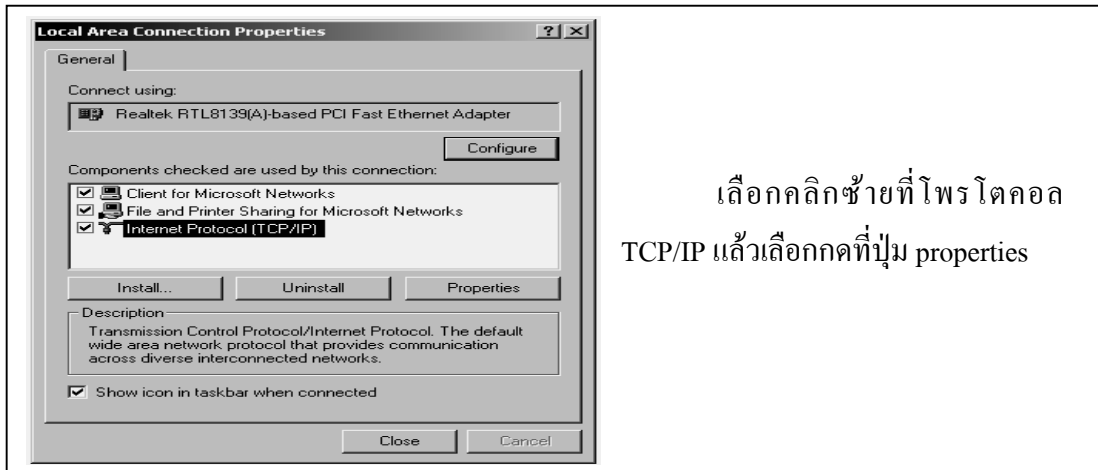 Local Area Connection Properties
General
Connect using:
Realtek RTL8139(A)-based PCI Fast Ethernet Adapter
Configure
Components checked are used by this connection:
Client for Microsoft Networks
File and Printer Sharing for Microsoft Networks
Internet Protocol (TCP/IP)
Install... Uninstall Properties
Description
Transmission Control Protocol/Internet Protocol. The default
wide area network protocol that provides communication
across diverse interconnected networks.
Show icon in taskbar when connected
Close Cancel
เลือกคลิกซ้ายที่โพรโตคอล
TCP/IP แล้วเลือกกดที่ปุ่ม properties